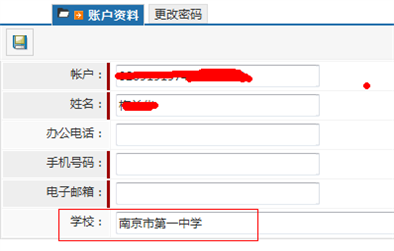 账户资料 更改密码
帐户：
姓名：
办公电话：
手机号码：
电子邮箱：
学校： 南京市第一中学